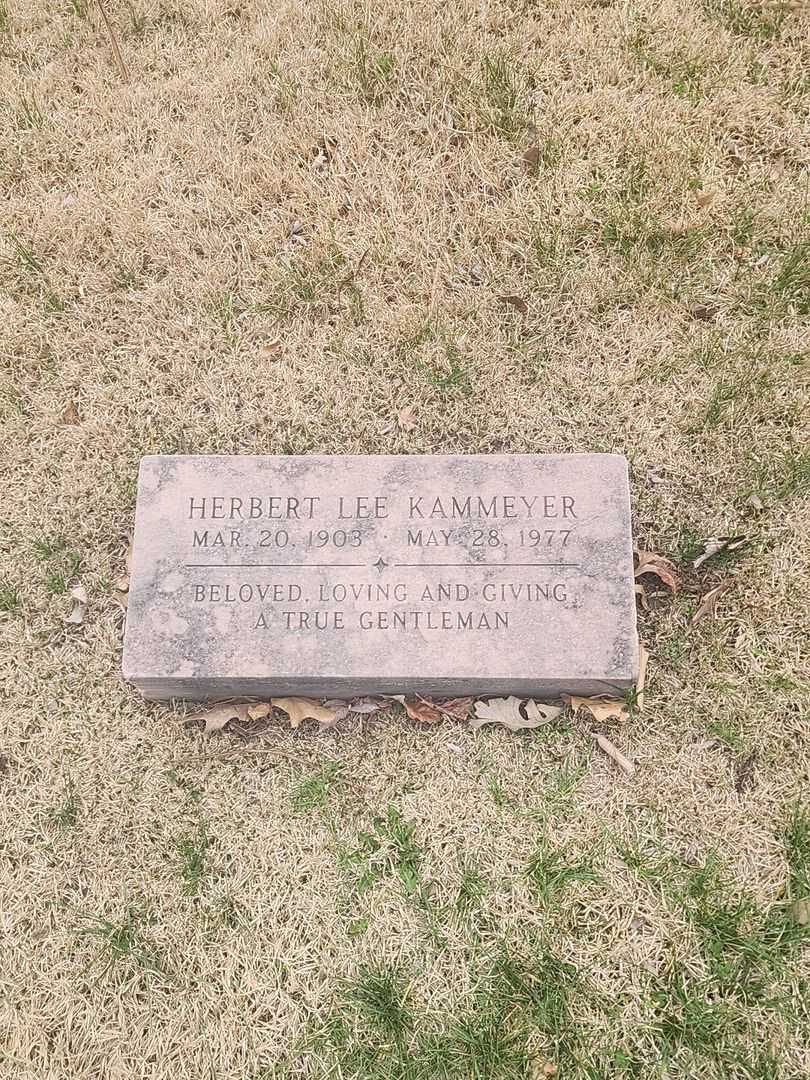 HERBERT LEE KAMMEYER
MAR. 20, 1903 · MAY. 28, 1977
BELOVED, LOVING AND GIVING,
A TRUE GENTLEMAN